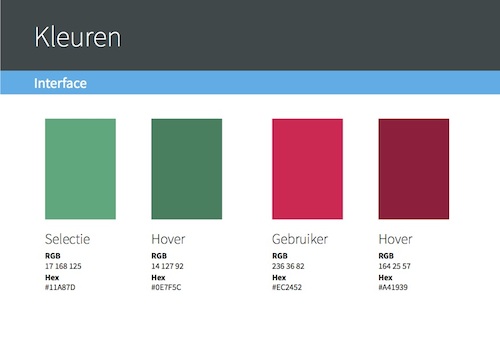 Kleuren
Interface
Selectie
RGB
17 168 125
Hex
#11A87D
Hover
RGB
14 127 92
Hex
#0E7F5C
Gebruiker
RGB
236 36 82
Hex
#EC2452
Hover
RGB
164 25 57
Hex
#A41939